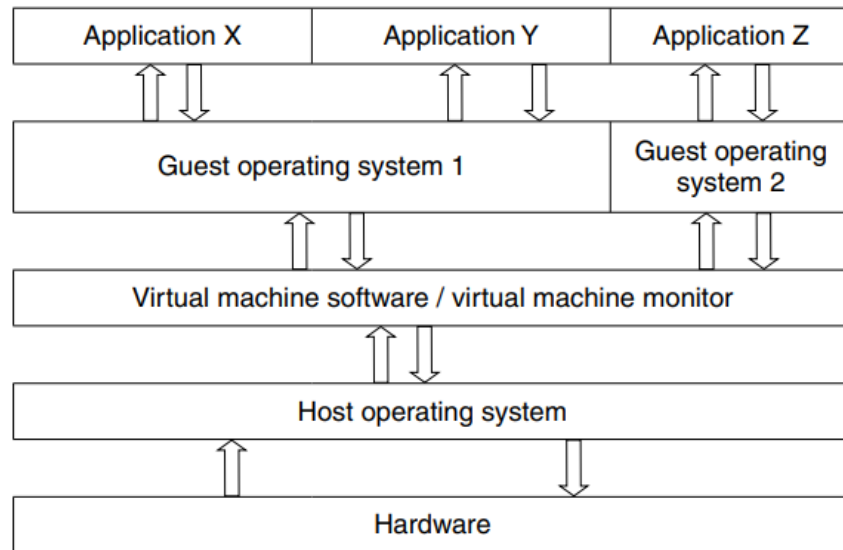 Application X
Application Y
Application Z
Guest operating system 1
Guest operating
system 2
Virtual machine software / virtual machine monitor
Host operating system
Hardware